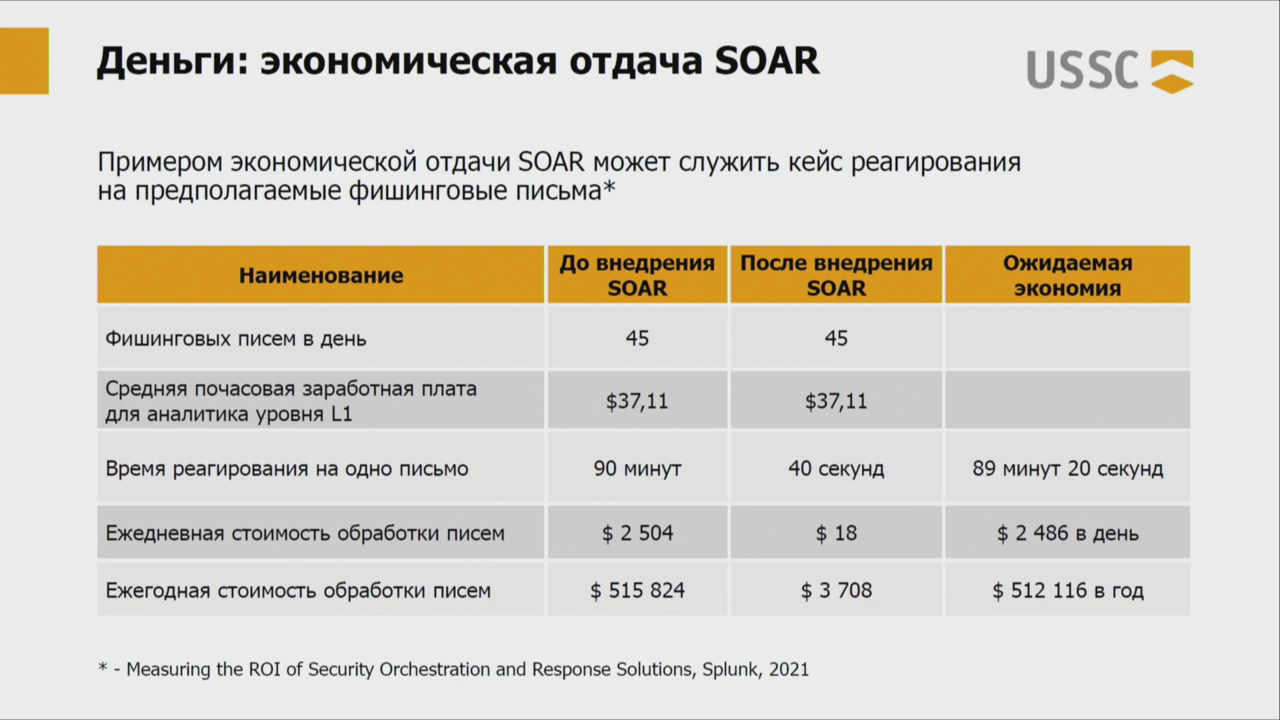 Деньги: экономическая отдача SOAR
USSC
Примером экономической отдачи SOAR может служить кейс реагирования
на предполагаемые фишинговые письма*
Наименование
До внедрения
SOAR
После внедрения
SOAR
Ожидаемая
экономия
Фишинговых писем в день
45
45
Средняя почасовая заработная плата
для аналитика уровня L1
$37,11
$37,11
Время реагирования на одно письмо
90 минут
40 секунд
89 минут 20 секунд
Ежедневная стоимость обработки писем
$ 2 504
$ 18
$ 2 486 в день
Ежегодная стоимость обработки писем
$ 515 824
$ 3 708
$ 512 116 в год
* - Measuring the ROI of Security Orchestration and Response Solutions, Splunk, 2021